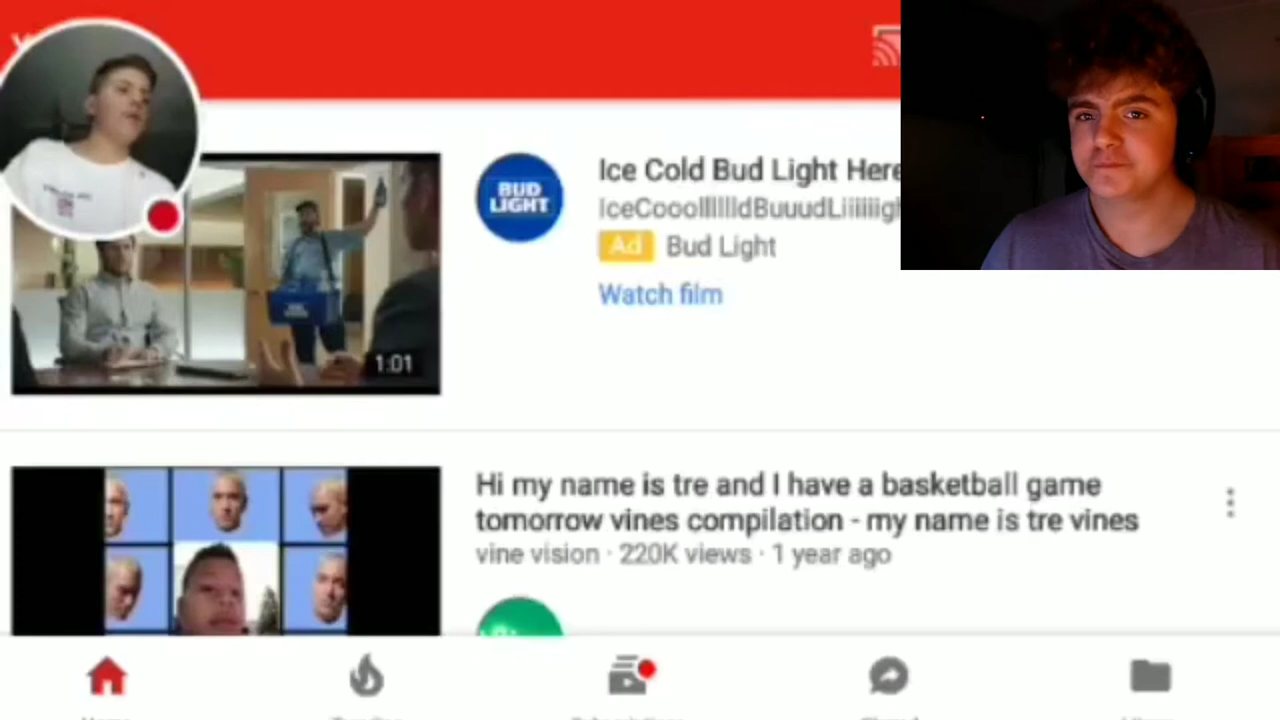 Ice Cold Bud Light Here
BUD
LIGHT
Ad Bud Light
Watch film
1:01
Hi my name is tre and I have a basketball game
tomorrow vines compilation - my name is tre vines
vine vision · 220K views · 1 year ago